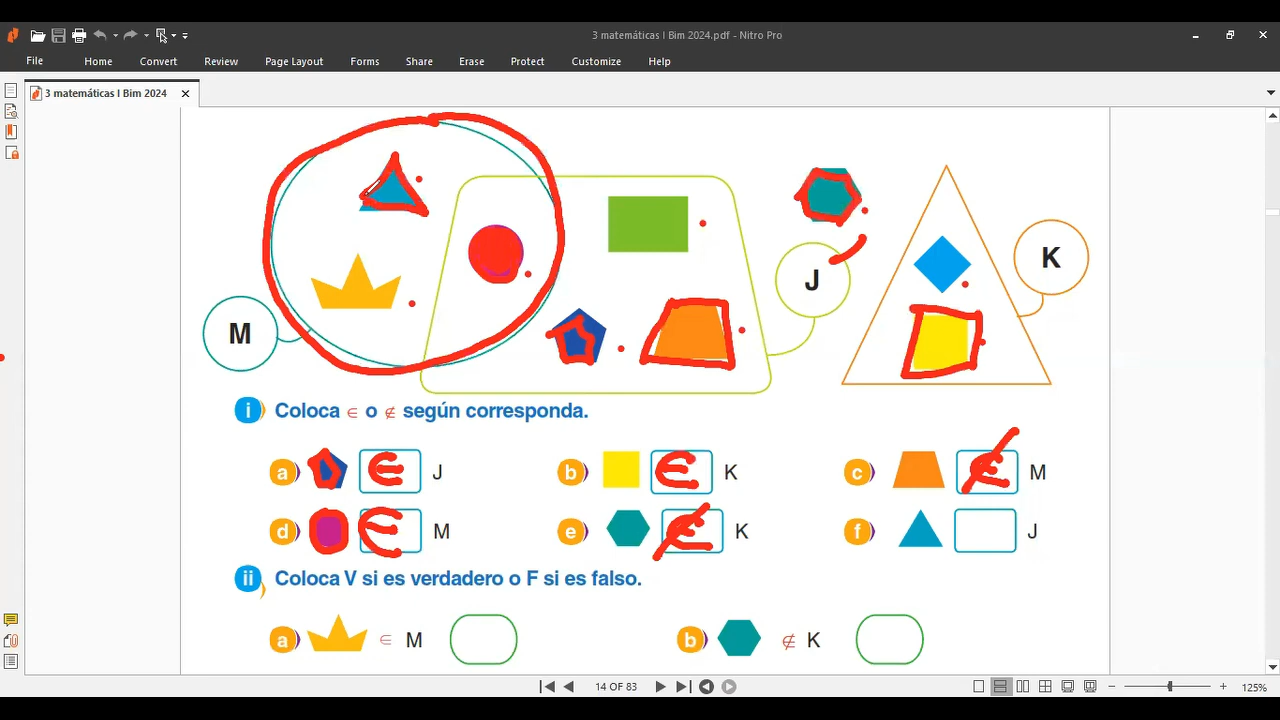 3 matemáticas I Bim 2024.pdf - Nitro Pro
File Home Convert Review Page Layout Forms Share Erase Protect Customize Help
3 matemáticas I Bim 2024
M J K
i Coloca ∈ o ∉ según corresponda.
a ∈ J b ∈ K c ∉ M
d ∈ M e ∉ K f J
ii Coloca V si es verdadero o F si es falso.
a ∈ M b ∉ K
14 OF 83 125%